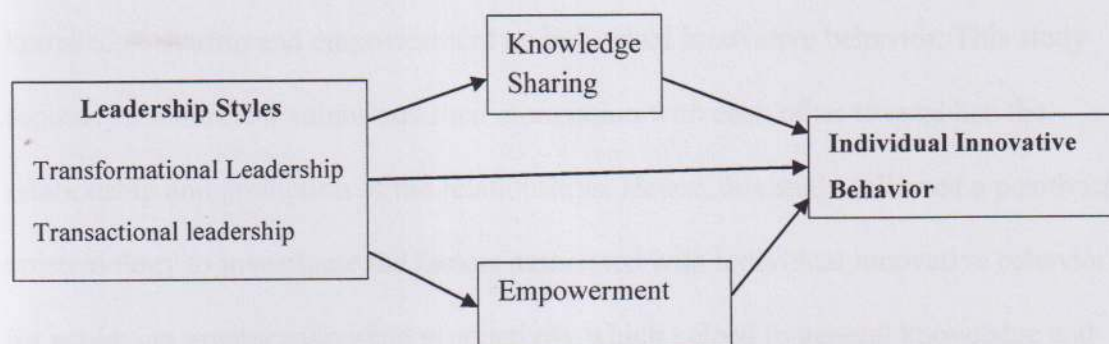 Knowledge
Sharing
Leadership Styles
Transformational Leadership
Transactional leadership
Individual Innovative
Behavior
Empowerment